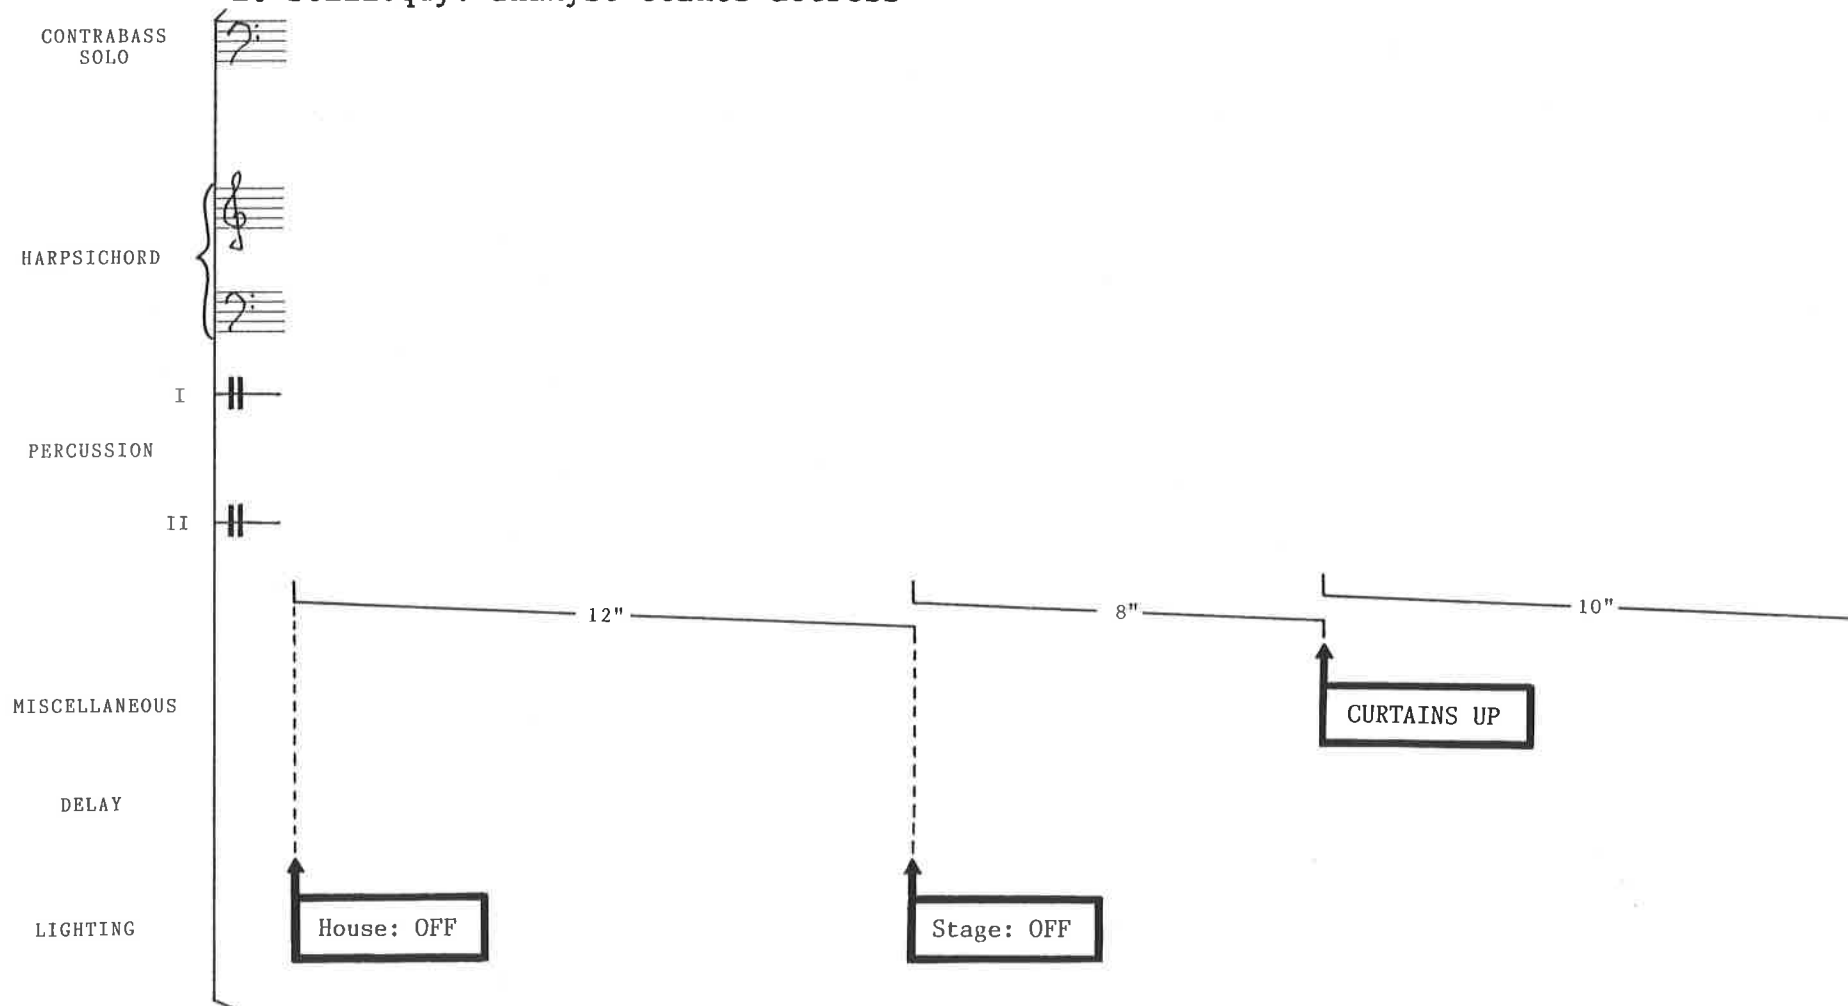 CONTRABASS
SOLO
HARPSICHORD
I
PERCUSSION
II
12"
8"
10"
MISCELLANEOUS
CURTAINS UP
DELAY
LIGHTING
House: OFF
Stage: OFF